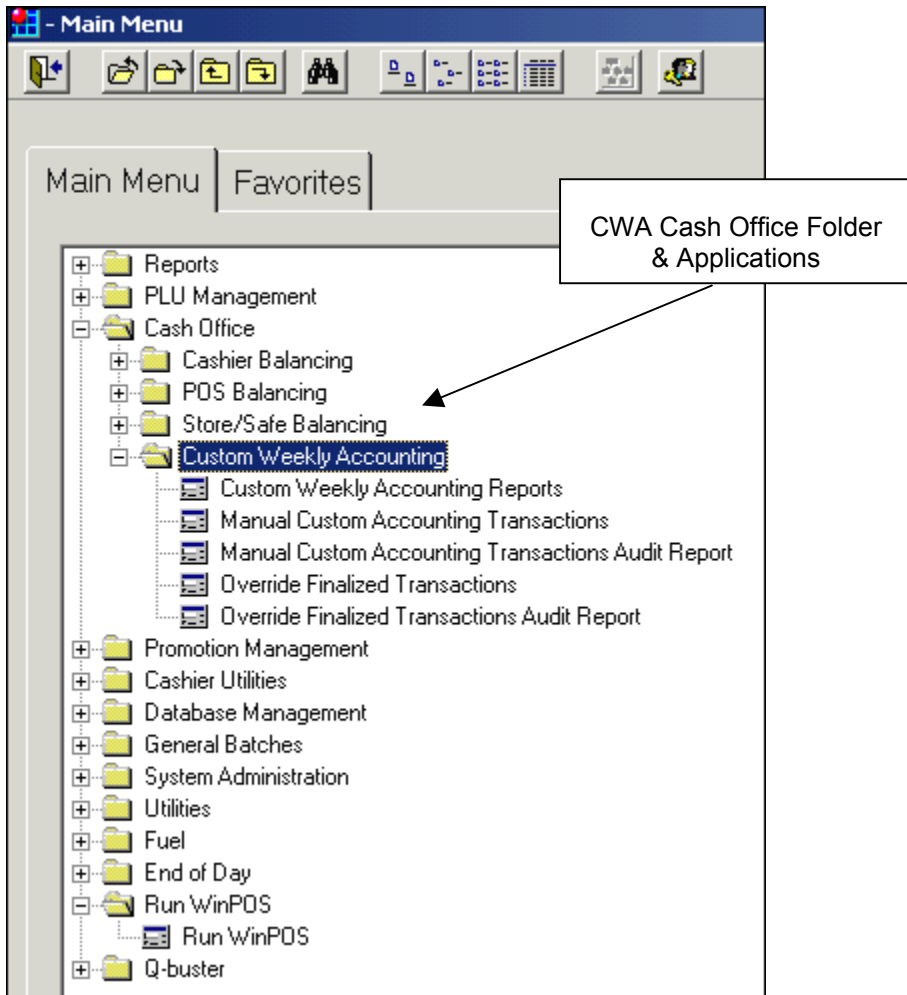 - Main Menu
Main Menu
Favorites
CWA Cash Office Folder
& Applications
Reports
PLU Management
Cash Office
Cashier Balancing
POS Balancing
Store/Safe Balancing
Custom Weekly Accounting
Custom Weekly Accounting Reports
Manual Custom Accounting Transactions
Manual Custom Accounting Transactions Audit Report
Override Finalized Transactions
Override Finalized Transactions Audit Report
Promotion Management
Cashier Utilities
Database Management
General Batches
System Administration
Utilities
Fuel
End of Day
Run WinPOS
Run WinPOS
Q-buster